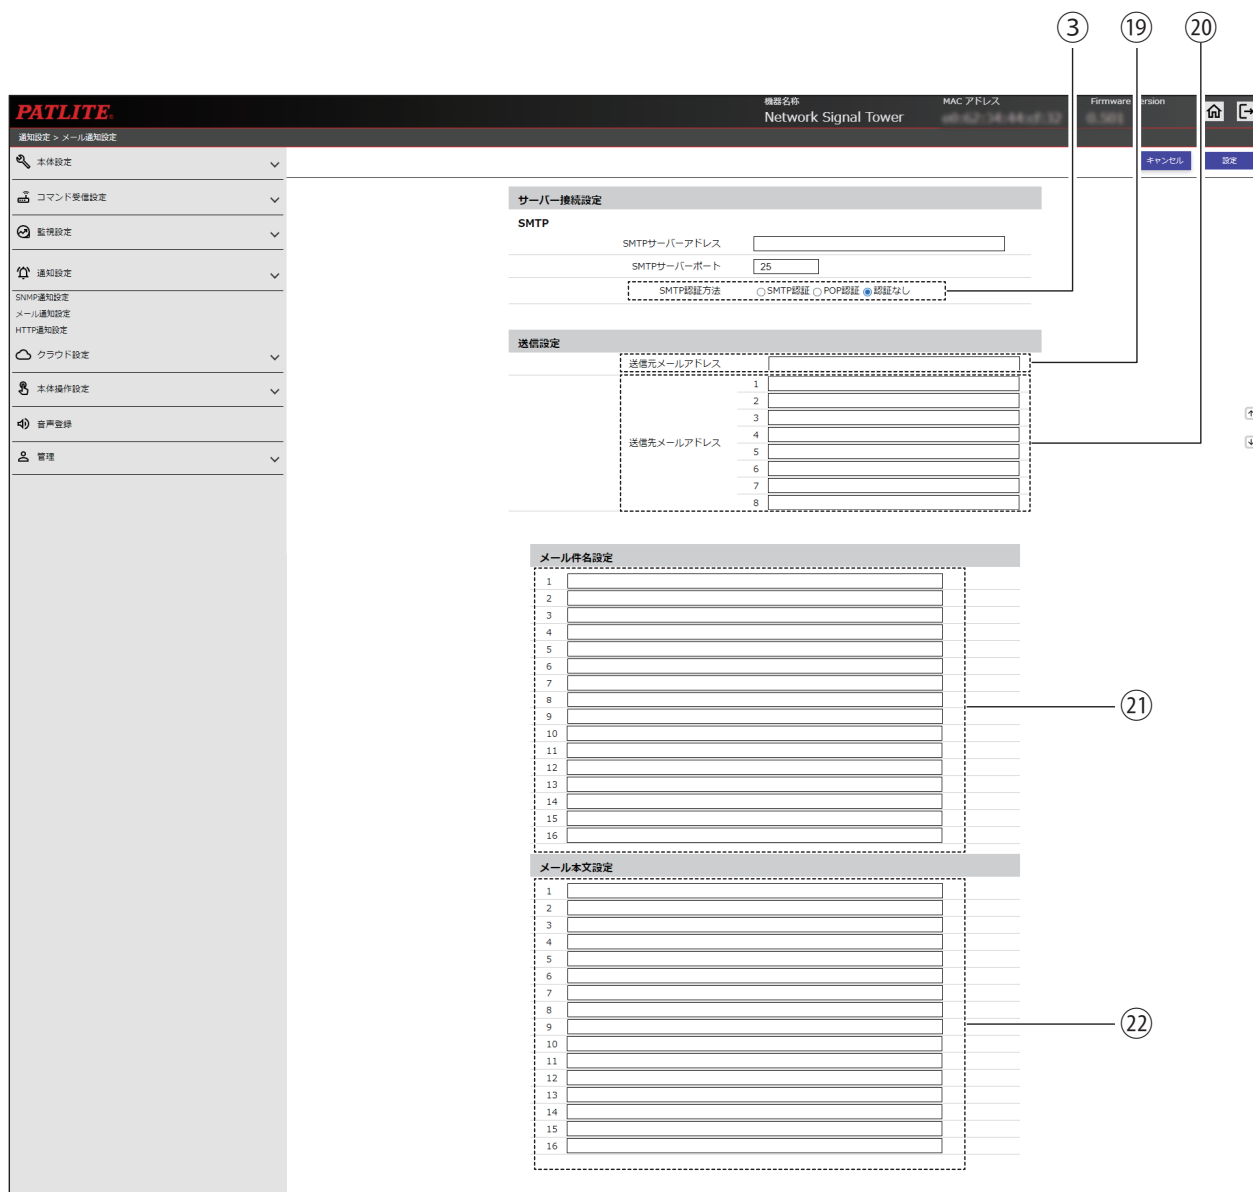 ③ ⑲ ⑳
PATLITE
機器名称
Network Signal Tower
MAC アドレス
Firmware ersion
通知設定 > メール通知設定
キャンセル 設定
本体設定
コマンド受信設定
監視設定
通知設定
SNMP通知設定
メール通知設定
HTTP通知設定
クラウド設定
本体操作設定
音声登録
管理
サーバー接続設定
SMTP
SMTPサーバーアドレス
SMTPサーバーポート 25
SMTP認証方法 SMTP認証 POP認証 認証なし
送信設定
送信元メールアドレス
送信先メールアドレス
1
2
3
4
5
6
7
8
メール件名設定
1
2
3
4
5
6
7
8
9
10
11
12
13
14
15
16
㉑
メール本文設定
1
2
3
4
5
6
7
8
9
10
11
12
13
14
15
16
㉒